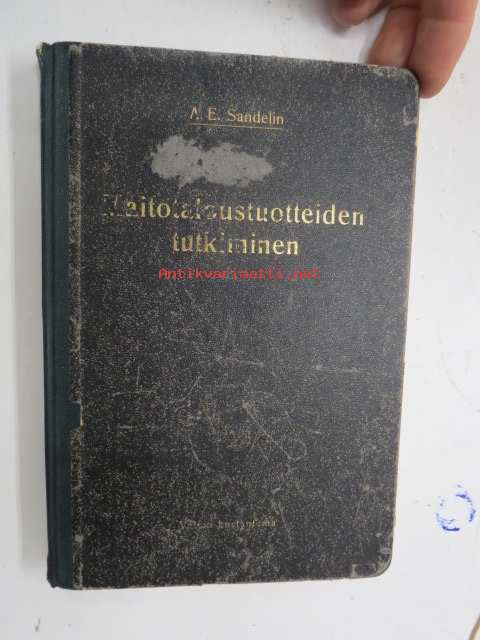 A. E. Sandelin
Maitotaloustuotteiden
tutkiminen
Antikvariaatti.net